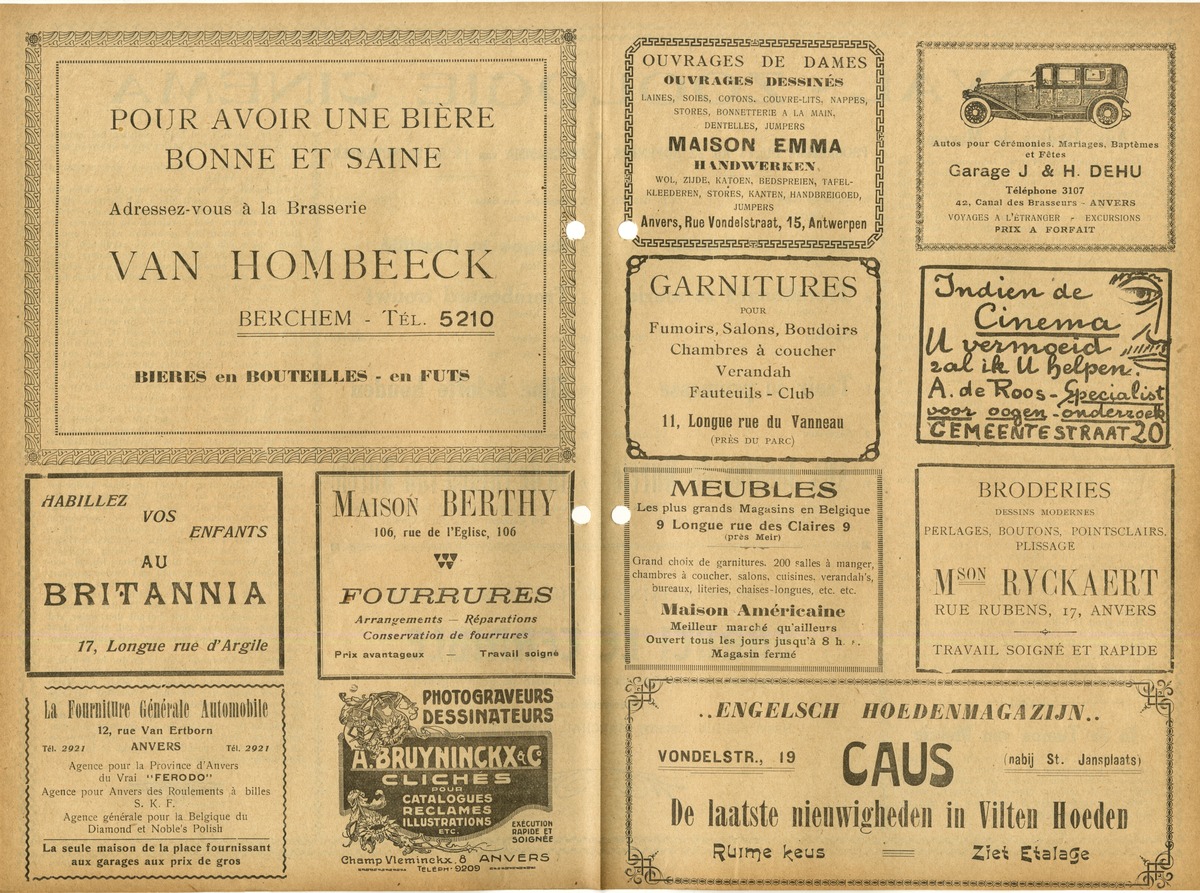 POUR AVOIR UNE BIÈRE
BONNE ET SAINE
Adressez-vous à la Brasserie
VAN HOMBEECK
BERCHEM - TÉL. 5210
BIERES en BOUTEILLES - en FUTS
HABILLEZ
VOS
ENFANTS
AU
BRITANNIA
17, Longue rue d'Argile
MAISON BERTHY
106, rue de l'Eglise, 106
FOURRURES
Arrangements — Réparations
Conservation de fourrures
Prix avantageux — Travail soigné
La Fourniture Générale Automobile
12, rue Van Ertborn
Tél. 2921 ANVERS Tél. 2921
Agence pour la Province d'Anvers
du Vrai "FERODO"
Agence pour Anvers des Roulements à billes
S. K. F.
Agence générale pour la Belgique du
Diamond et Noble's Polish
La seule maison de la place fournissant
aux garages aux prix de gros
PHOTOGRAVEURS
DESSINATEURS
A. BRUYNINCKX & Co
CLICHÉS
POUR
CATALOGUES
RECLAMES
ILLUSTRATIONS
ETC.
EXÉCUTION
RAPIDE ET
SOIGNÉE
Champ Vleminckx. 8 ANVERS
TELÉPH. 9209
OUVRAGES DE DAMES
OUVRAGES DESSINÉS
LAINES, SOIES, COTONS, COUVRE-LITS, NAPPES,
STORES, BONNETTERIE A LA MAIN,
DENTELLES, JUMPERS
MAISON EMMA
HANDWERKEN
WOL, ZIJDE, KATOEN, BEDSPREIEN, TAFEL-
KLEEDEREN, STORES, KANTEN, HANDBREIGOED,
JUMPERS
Anvers, Rue Vondelstraat, 15, Antwerpen
Autos pour Cérémonies, Mariages, Baptêmes
et Fêtes
Garage J & H. DEHU
Téléphone 3107
42, Canal des Brasseurs - ANVERS
VOYAGES A L'ÉTRANGER - EXCURSIONS
PRIX A FORFAIT
GARNITURES
POUR
Fumoirs, Salons, Boudoirs
Chambres à coucher
Verandah
Fauteuils - Club
11, Longue rue du Vanneau
(PRÈS DU PARC)
Indien de
Cinema
U vermoeid
zal ik U helpen.
A. de Roos - Specialist
voor oogen-onderzoek
GEMEENTESTRAAT 20
MEUBLES
Les plus grands Magasins en Belgique
9 Longue rue des Claires 9
(près Meir)
Grand choix de garnitures. 200 salles à manger,
chambres à coucher, salons, cuisines, verandah's,
bureaux, literies, chaises-longues, etc. etc.
Maison Américaine
Meilleur marché qu'ailleurs
Ouvert tous les jours jusqu'à 8 h.
Magasin fermé
BRODERIES
DESSINS MODERNES
PERLAGES, BOUTONS, POINTSCLAIRS,
PLISSAGE
MSON RYCKAERT
RUE RUBENS, 17, ANVERS
TRAVAIL SOIGNÉ ET RAPIDE
..ENGELSCH HOEDENMAGAZIJN..
VONDELSTR., 19 CAUS (nabij St. Jansplaats)
De laatste nieuwigheden in Vilten Hoeden
Ruime keus Ziet Etalage